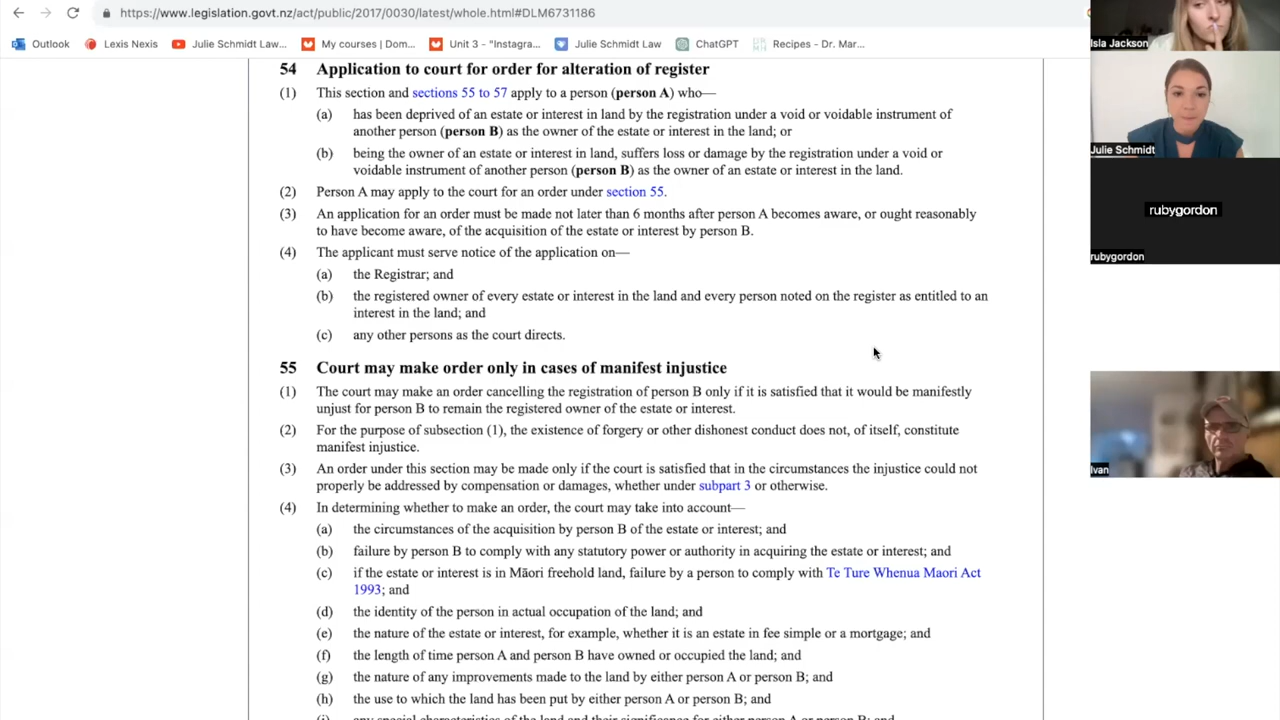 https://www.legislation.govt.nz/act/public/2017/0030/latest/whole.html#DLM6731186
Outlook
Lexis Nexis
Julie Schmidt Law...
My courses | Dom...
Unit 3 - "Instagra...
Julie Schmidt Law
ChatGPT
Recipes - Dr. Mar...
54 Application to court for order for alteration of register
(1) This section and sections 55 to 57 apply to a person (person A) who—
(a) has been deprived of an estate or interest in land by the registration under a void or voidable instrument of
another person (person B) as the owner of the estate or interest in the land; or
(b) being the owner of an estate or interest in land, suffers loss or damage by the registration under a void or
voidable instrument of another person (person B) as the owner of an estate or interest in the land.
(2) Person A may apply to the court for an order under section 55.
(3) An application for an order must be made not later than 6 months after person A becomes aware, or ought reasonably
to have become aware, of the acquisition of the estate or interest by person B.
(4) The applicant must serve notice of the application on—
(a) the Registrar; and
(b) the registered owner of every estate or interest in the land and every person noted on the register as entitled to an
interest in the land; and
(c) any other persons as the court directs.
55 Court may make order only in cases of manifest injustice
(1) The court may make an order cancelling the registration of person B only if it is satisfied that it would be manifestly
unjust for person B to remain the registered owner of the estate or interest.
(2) For the purpose of subsection (1), the existence of forgery or other dishonest conduct does not, of itself, constitute
manifest injustice.
(3) An order under this section may be made only if the court is satisfied that in the circumstances the injustice could not
properly be addressed by compensation or damages, whether under subpart 3 or otherwise.
(4) In determining whether to make an order, the court may take into account—
(a) the circumstances of the acquisition by person B of the estate or interest; and
(b) failure by person B to comply with any statutory power or authority in acquiring the estate or interest; and
(c) if the estate or interest is in Māori freehold land, failure by a person to comply with Te Ture Whenua Maori Act
1993; and
(d) the identity of the person in actual occupation of the land; and
(e) the nature of the estate or interest, for example, whether it is an estate in fee simple or a mortgage; and
(f) the length of time person A and person B have owned or occupied the land; and
(g) the nature of any improvements made to the land by either person A or person B; and
(h) the use to which the land has been put by either person A or person B; and
(i) any special characteristics of the land and their significance for either person A or person B; and
Isla Jackson
Julie Schmidt
rubygordon
rubygordon
Ivan